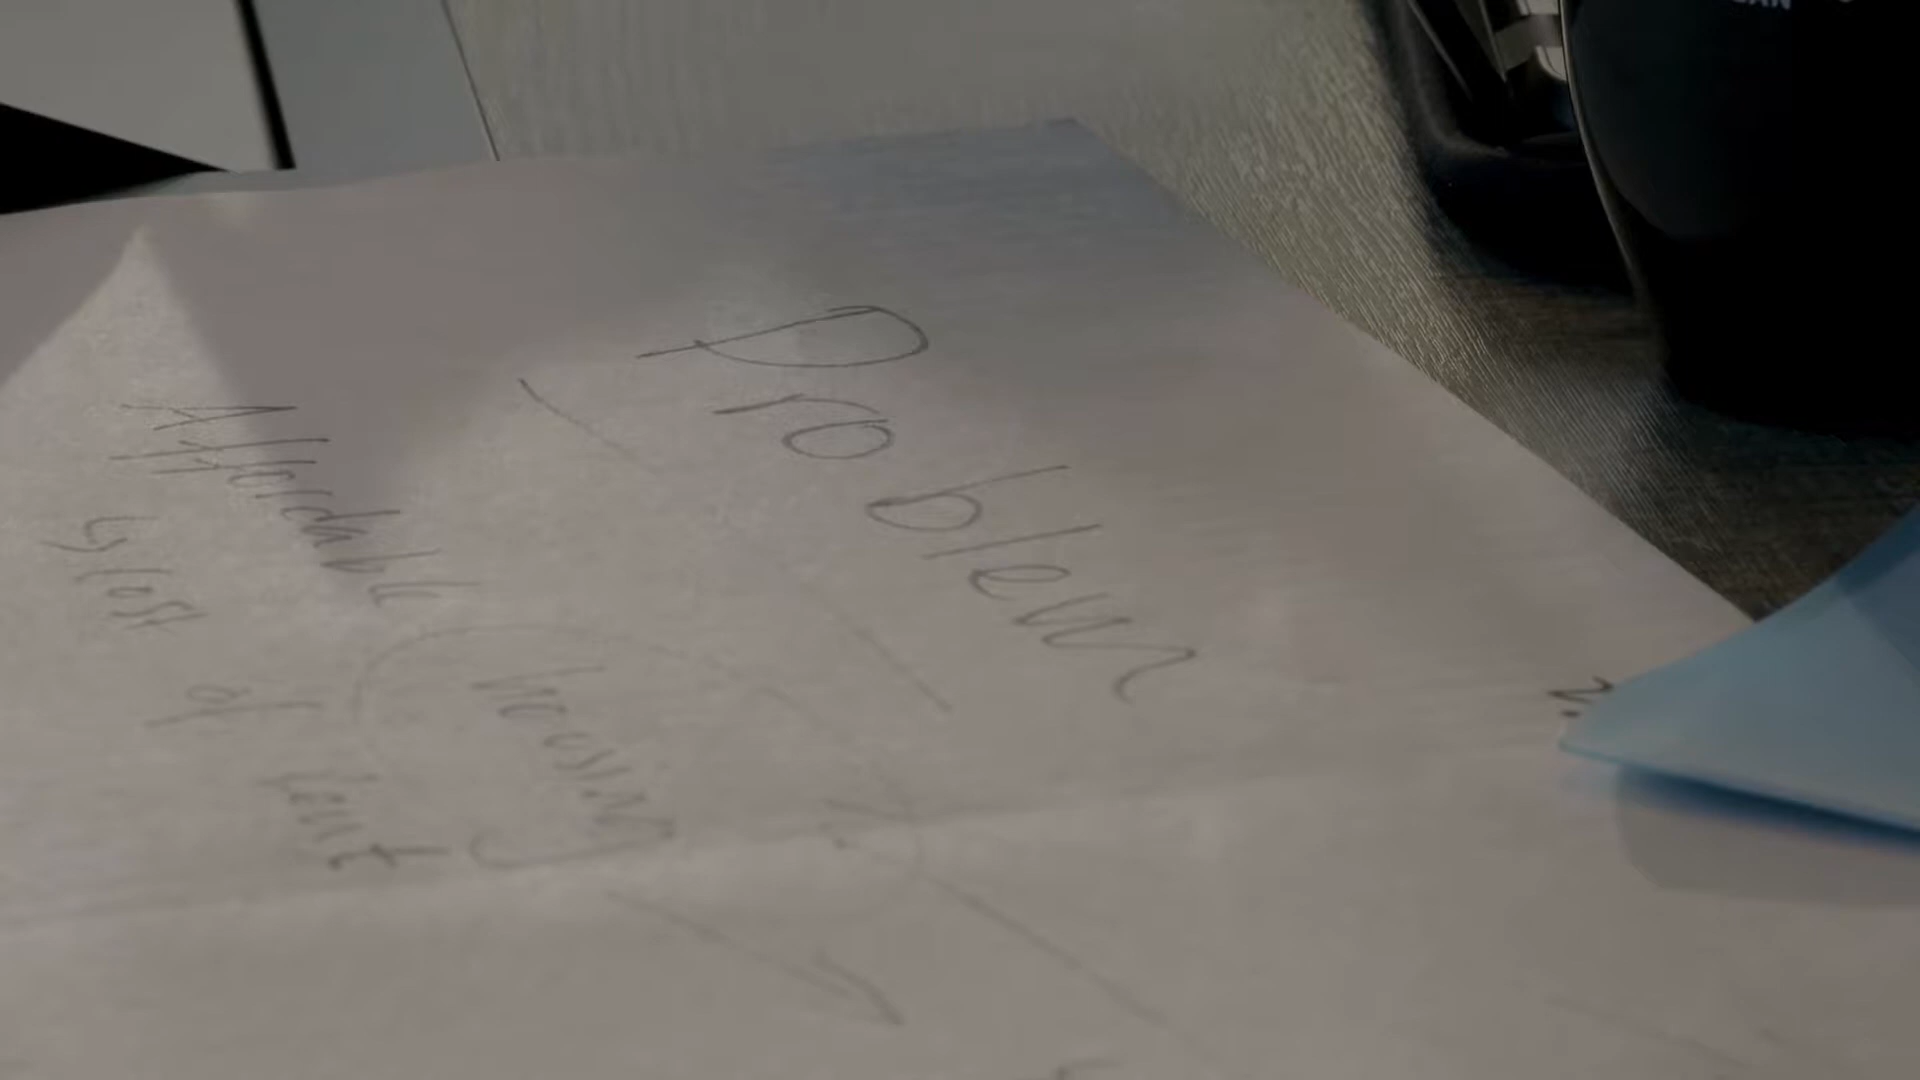 Problem
Affordable housing
↳ Cost of rent
?